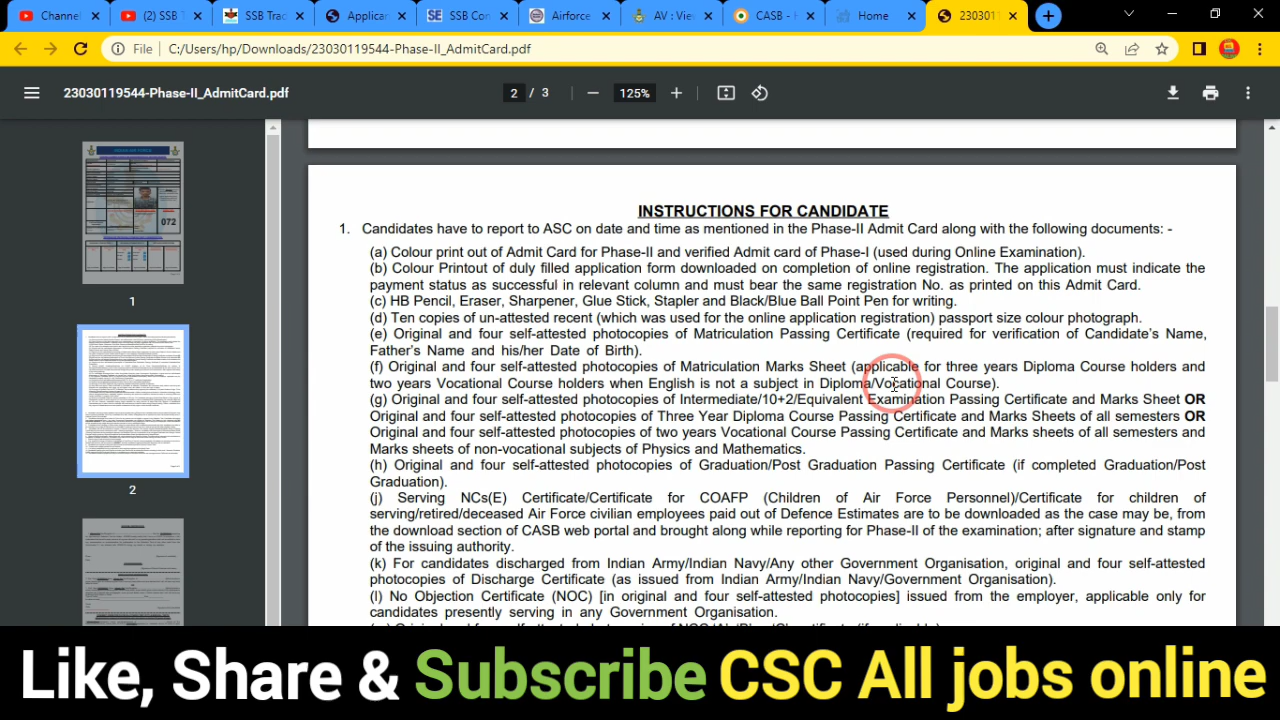 Channel
(2) SSB T
SSB Trac
Applican
SSB Con
Airforce
AV : Vie
CASB - H
Home
2303011
File C:/Users/hp/Downloads/23030119544-Phase-II_AdmitCard.pdf
23030119544-Phase-II_AdmitCard.pdf
2 / 3
125%
072
1
2
INSTRUCTIONS FOR CANDIDATE
1. Candidates have to report to ASC on date and time as mentioned in the Phase-II Admit Card along with the following documents: -
(a) Colour print out of Admit Card for Phase-II and verified Admit card of Phase-I (used during Online Examination).
(b) Colour Printout of duly filled application form downloaded on completion of online registration. The application must indicate the
payment status as successful in relevant column and must bear the same registration No. as printed on this Admit Card.
(c) HB Pencil, Eraser, Sharpener, Glue Stick, Stapler and Black/Blue Ball Point Pen for writing.
(d) Ten copies of un-attested recent (which was used for the online application registration) passport size colour photograph.
(e) Original and four self-attested photocopies of Matriculation Passing Certificate (required for verification of Candidate's Name,
Father's Name and his/her Date of Birth).
(f) Original and four self-attested photocopies of Matriculation Marks Sheet (applicable for three years Diploma Course holders and
two years Vocational Course holders when English is not a subject in Diploma/Vocational Course).
(g) Original and four self-attested photocopies of Intermediate/10+2/Equivalent Examination Passing Certificate and Marks Sheet OR
Original and four self-attested photocopies of Three Year Diploma Course Passing Certificate and Marks Sheets of all semesters OR
Original and four self-attested photocopies of two years Vocational Course Passing Certificate and Marks sheets of all semesters and
Marks sheets of non-vocational subjects of Physics and Mathematics.
(h) Original and four self-attested photocopies of Graduation/Post Graduation Passing Certificate (if completed Graduation/Post
Graduation).
(j) Serving NCs(E) Certificate/Certificate for COAFP (Children of Air Force Personnel)/Certificate for children of
serving/retired/deceased Air Force civilian employees paid out of Defence Estimates are to be downloaded as the case may be, from
the download section of CASB web portal and brought along while reporting for Phase-II of the examination; after signature and stamp
of the issuing authority.
(k) For candidates discharged from Indian Army/Indian Navy/Any other Government Organisation, original and four self-attested
photocopies of Discharge Certificate (as issued from Indian Army/Indian Navy/Government Organisation).
(l) No Objection Certificate (NOC) [in original and four self-attested photocopies] issued from the employer, applicable only for
candidates presently serving in any Government Organisation.
Like, Share & Subscribe CSC All jobs online